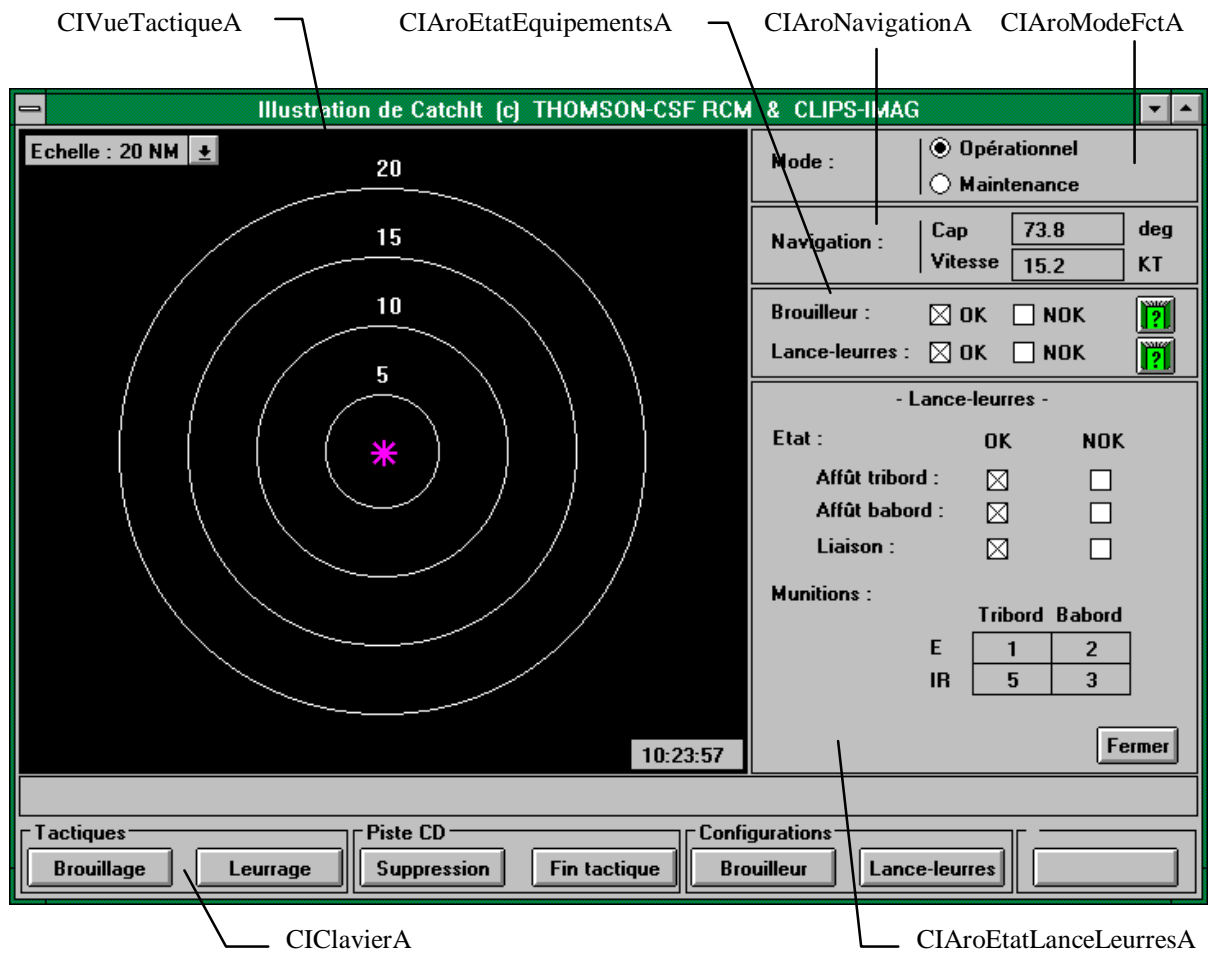 CIVueTactiqueA CIAroEtatEquipementsA CIAroNavigationA CIAroModeFctA
Illustration de CatchIt (c) THOMSON-CSF RCM & CLIPS-IMAG
Echelle : 20 NM
20
15
10
5
10:23:57
Mode :
Opérationnel
Maintenance
Navigation :
Cap 73.8 deg
Vitesse 15.2 KT
Brouilleur : OK NOK ?
Lance-leurres : OK NOK ?
- Lance-leurres -
Etat : OK NOK
Affût tribord :
Affût babord :
Liaison :
Munitions :
Tribord Babord
E 1 2
IR 5 3
Fermer
Tactiques Piste CD Configurations
Brouillage Leurrage Suppression Fin tactique Brouilleur Lance-leurres
CIClavierA CIAroEtatLanceLeurresA